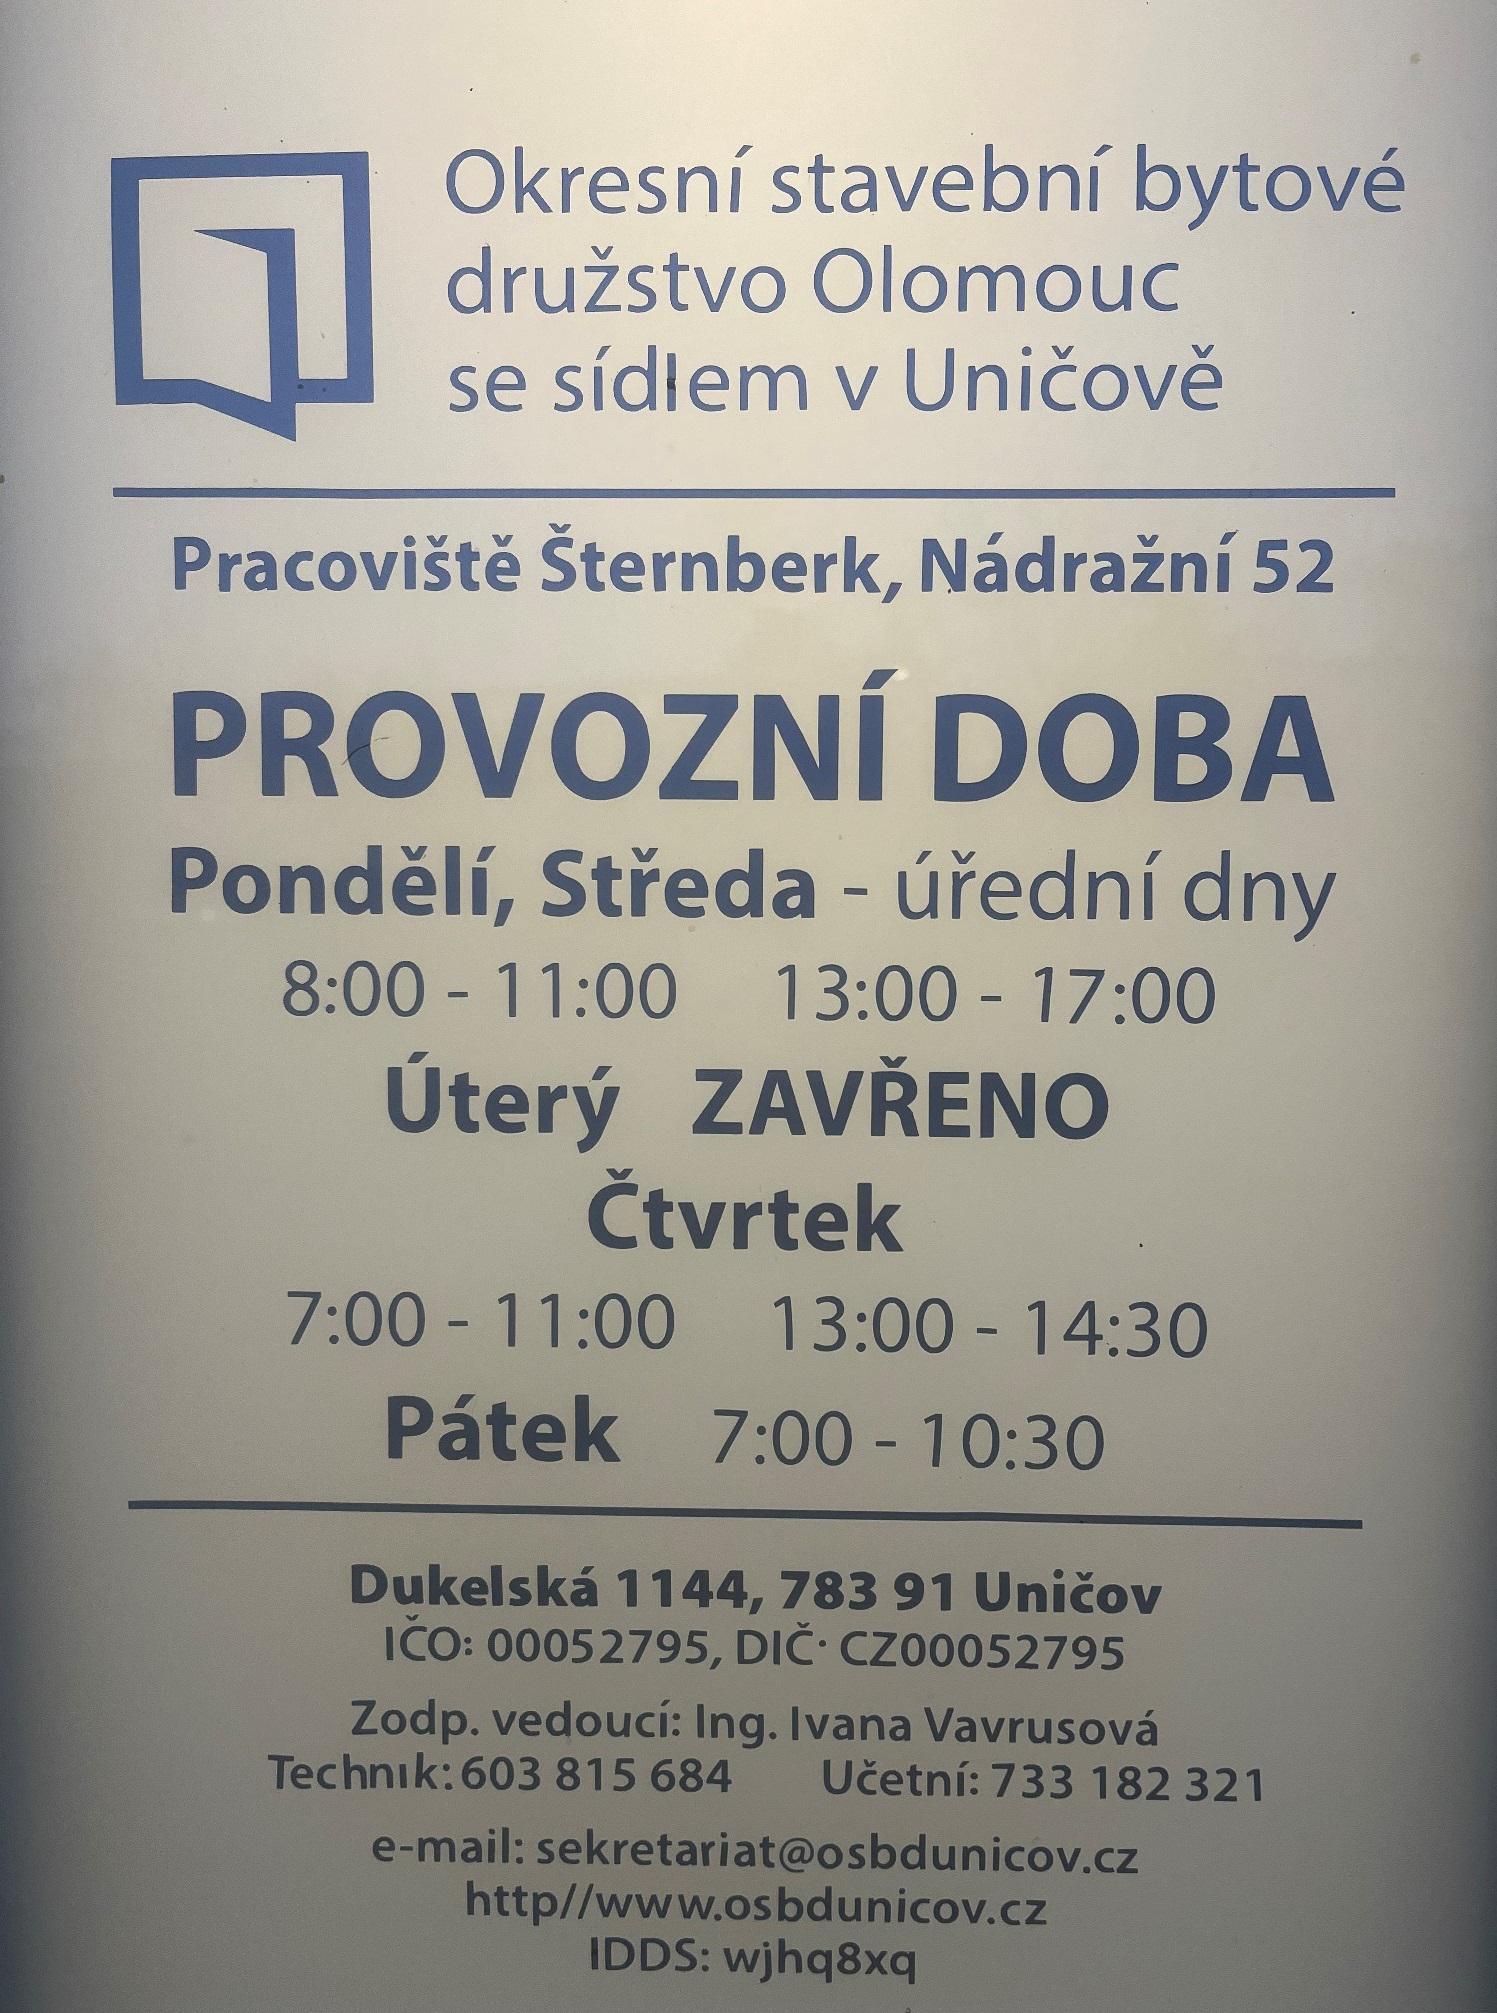 Okresní stavební bytové
družstvo Olomouc
se sídlem v Uničově
Pracoviště Šternberk, Nádražní 52
PROVOZNÍ DOBA
Pondělí, Středa - úřední dny
8:00 - 11:00 13:00 - 17:00
Úterý ZAVŘENO
Čtvrtek
7:00 - 11:00 13:00 - 14:30
Pátek 7:00 - 10:30
Dukelská 1144, 783 91 Uničov
IČO: 00052795, DIČ: CZ00052795
Zodp. vedoucí: Ing. Ivana Vavrusová
Technik: 603 815 684 Učetní: 733 182 321
e-mail: sekretariat@osbdunicov.cz
http//www.osbdunicov.cz
IDDS: wjhq8xq